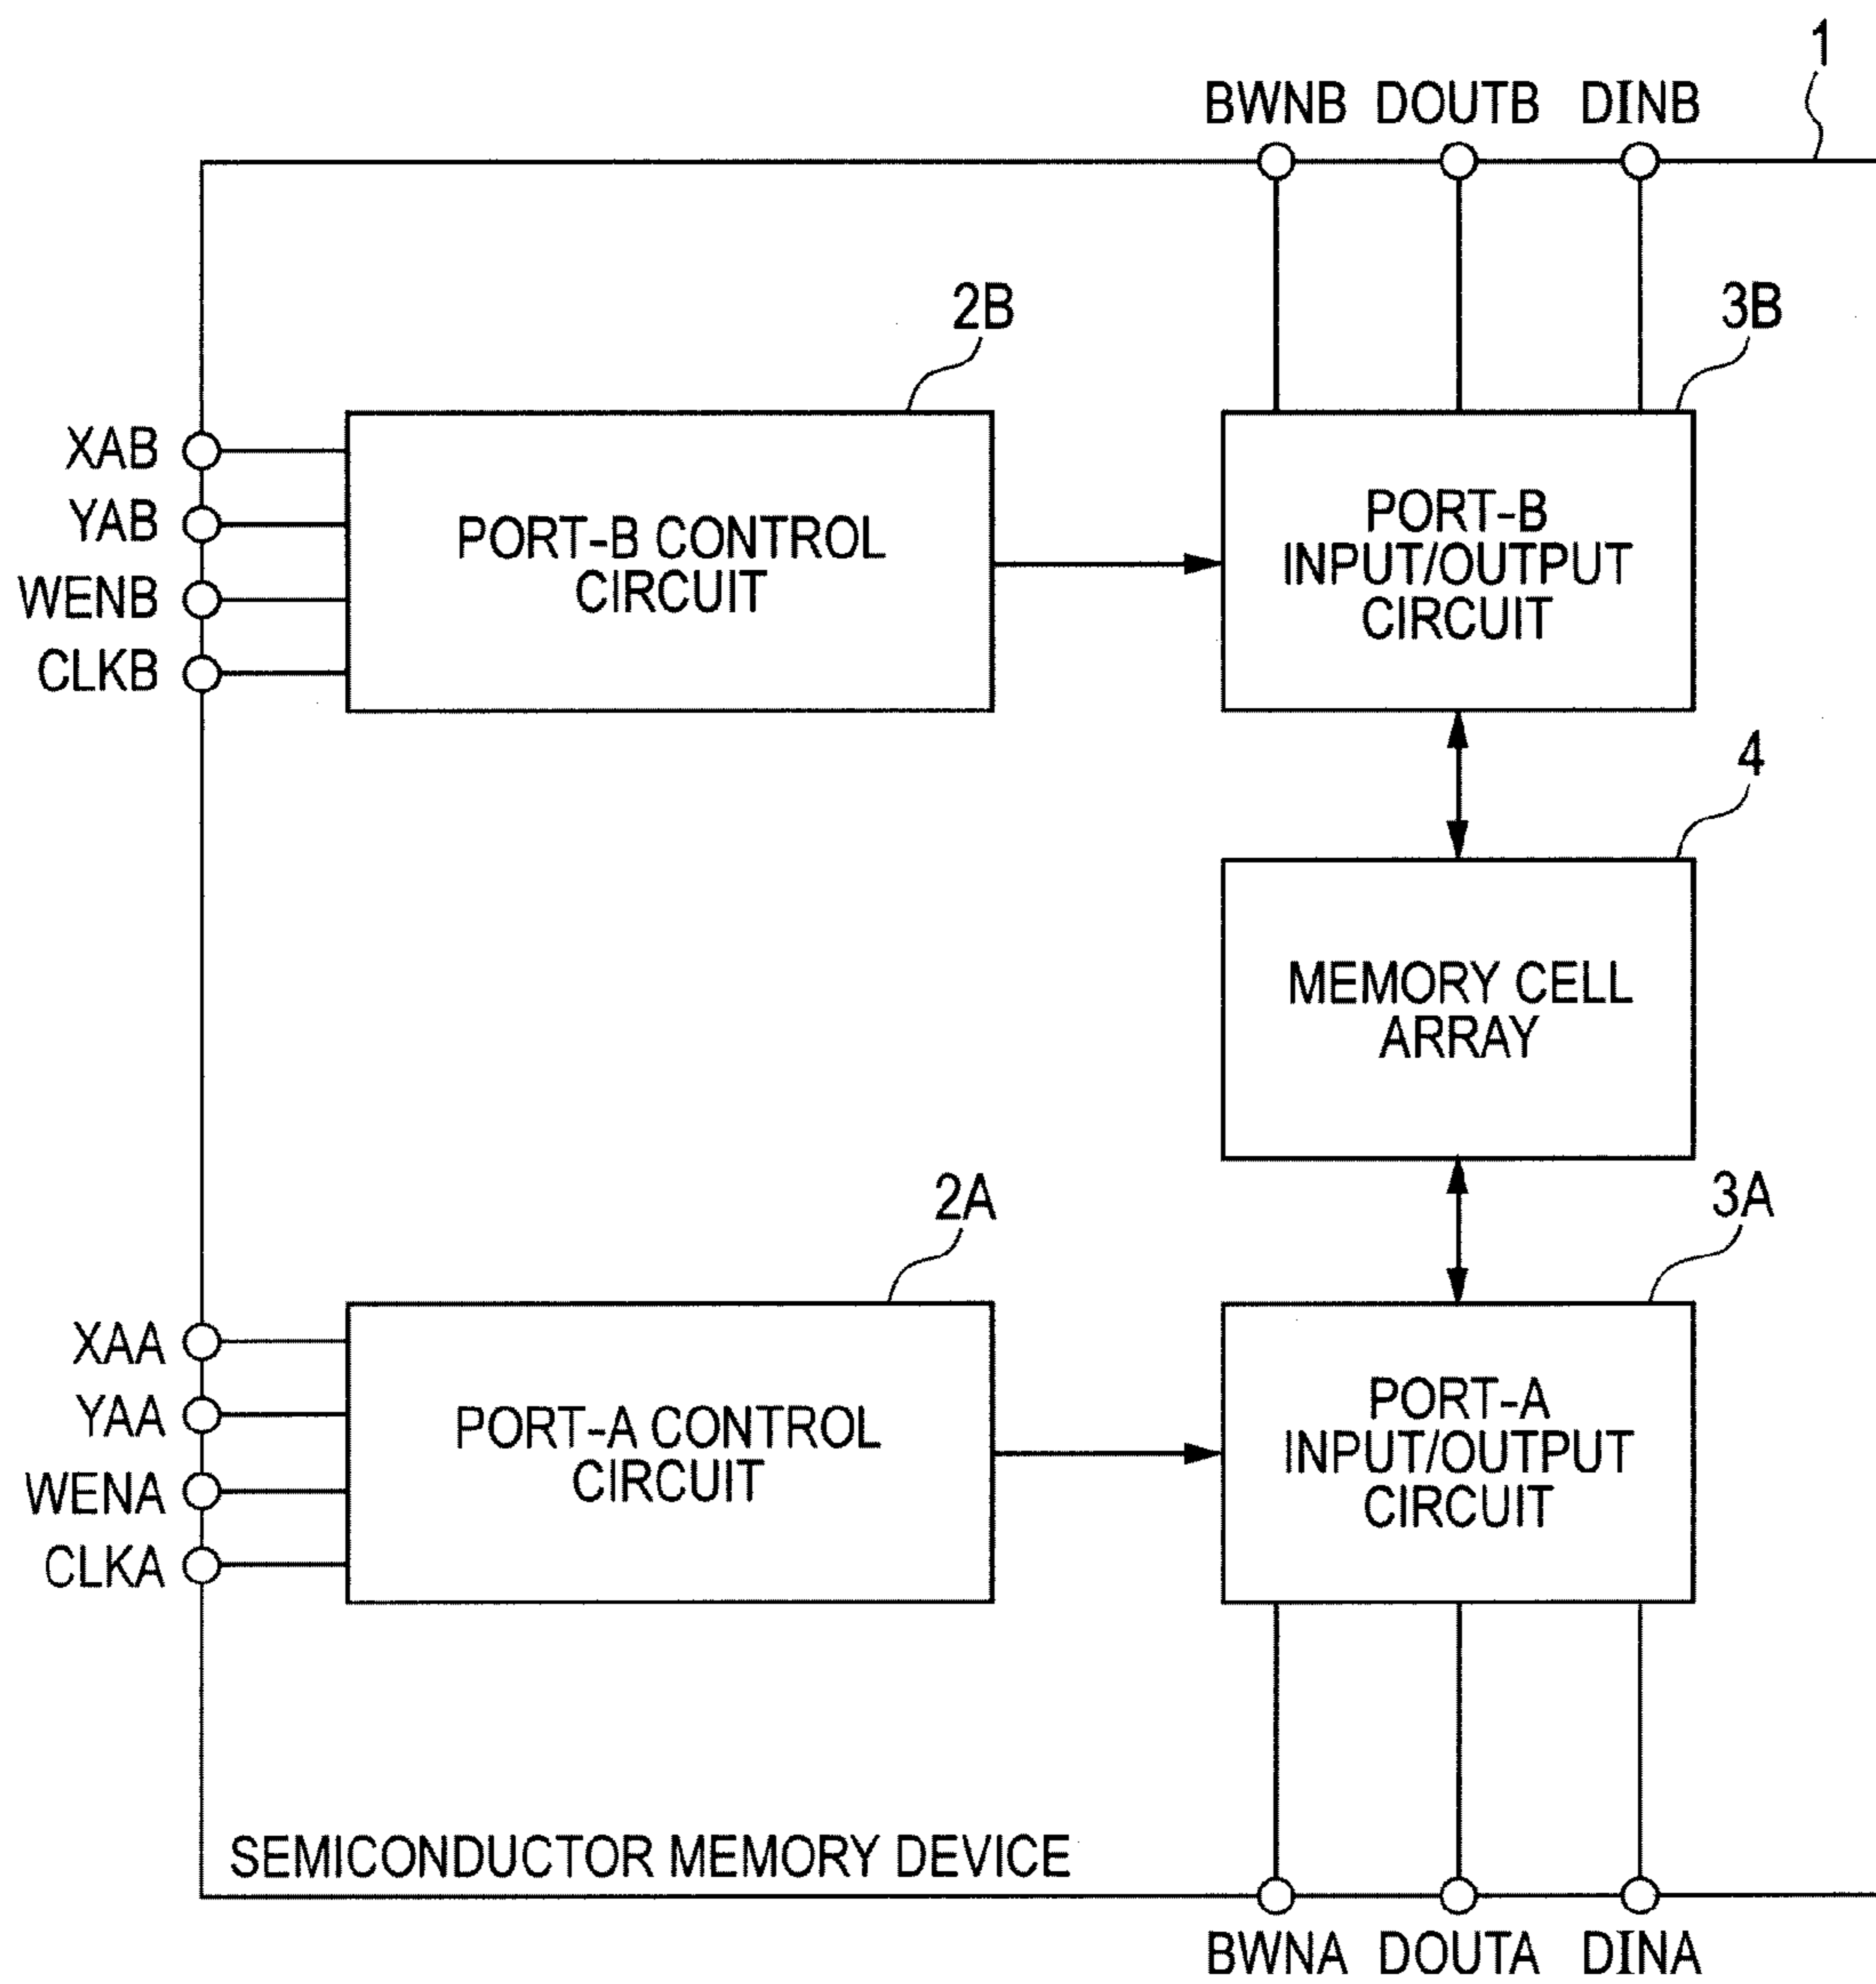 1
BWNB DOUTB DINB
2B
3B
XAB
YAB
WENB
CLKB
PORT-B CONTROL
CIRCUIT
PORT-B
INPUT/OUTPUT
CIRCUIT
4
MEMORY CELL
ARRAY
2A
3A
XAA
YAA
WENA
CLKA
PORT-A CONTROL
CIRCUIT
PORT-A
INPUT/OUTPUT
CIRCUIT
SEMICONDUCTOR MEMORY DEVICE
BWNA DOUTA DINA